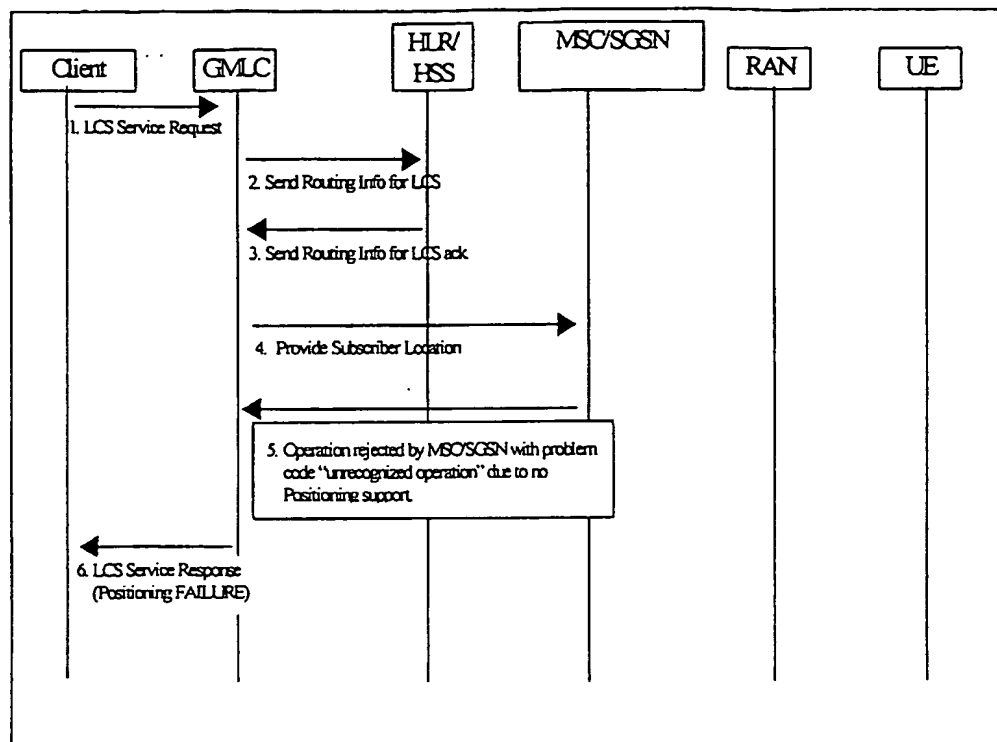 Client
GMLC
HLR/
HSS
MSC/SGSN
RAN
UE
1. LCS Service Request
2. Send Routing Info for LCS
3. Send Routing Info for LCS ack.
4. Provide Subscriber Location
5. Operation rejected by MSC/SGSN with problem
code "unrecognized operation" due to no
Positioning support.
6. LCS Service Response
(Positioning FAILURE)